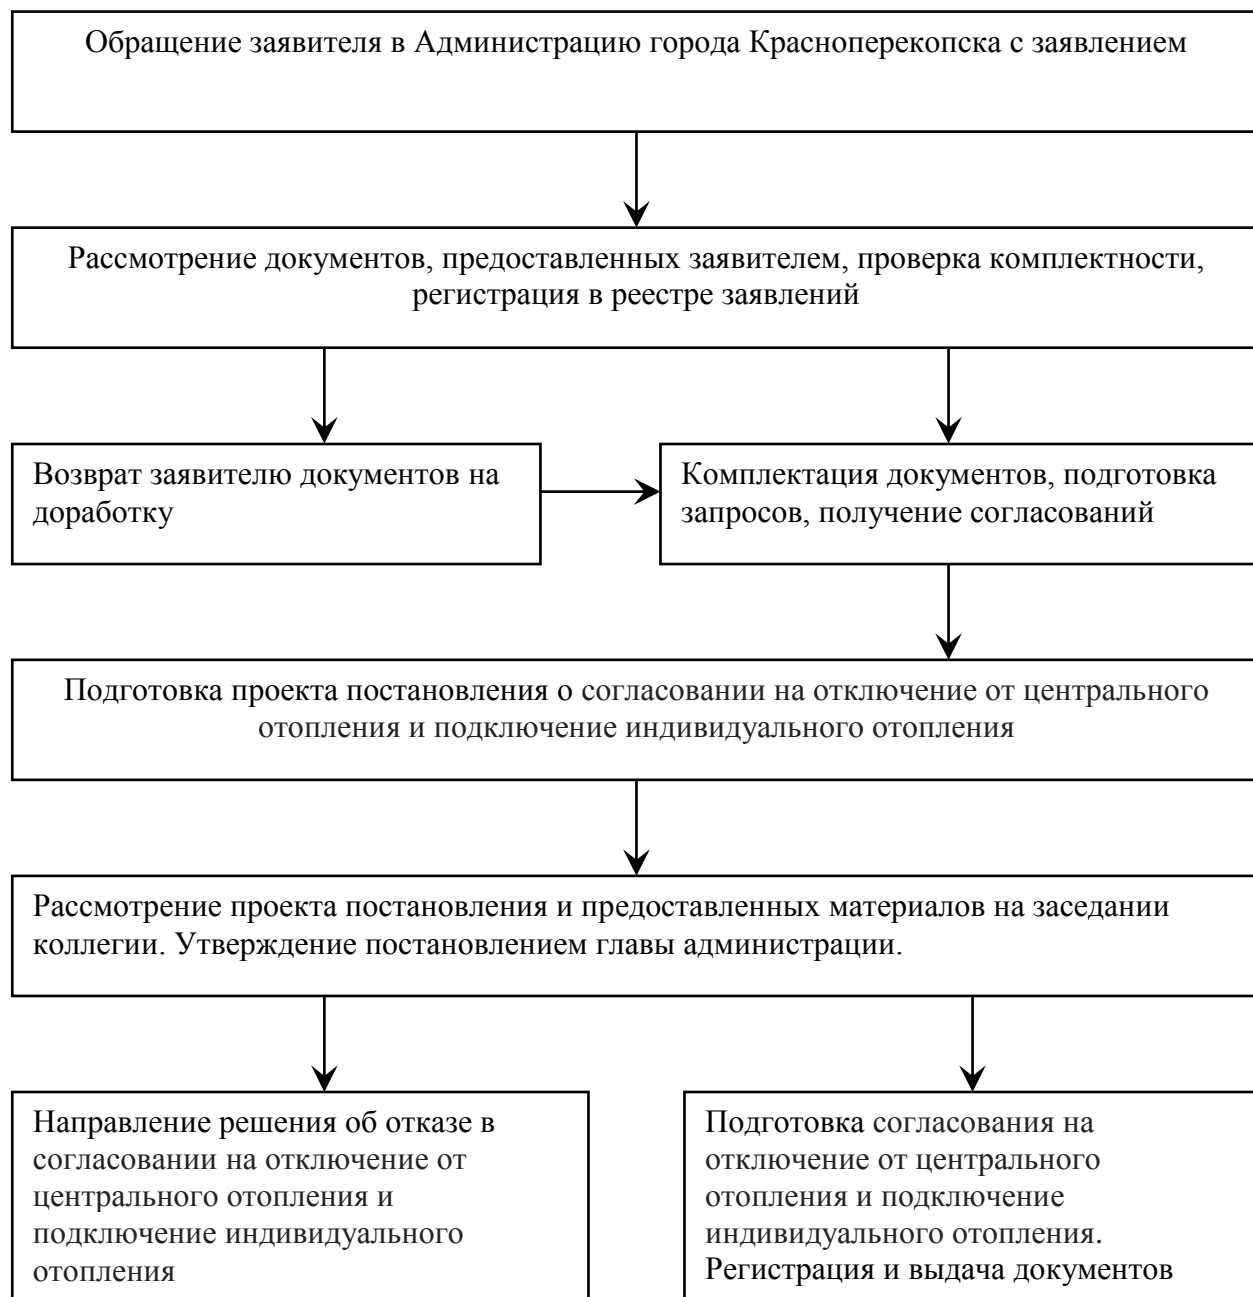 Обращение заявителя в Администрацию города Красноперекопска с заявлением
Рассмотрение документов, предоставленных заявителем, проверка комплектности,
регистрация в реестре заявлений
Возврат заявителю документов на
доработку
Комплектация документов, подготовка
запросов, получение согласований
Подготовка проекта постановления о согласовании на отключение от центрального
отопления и подключение индивидуального отопления
Рассмотрение проекта постановления и предоставленных материалов на заседании
коллегии. Утверждение постановлением главы администрации.
Направление решения об отказе в
согласовании на отключение от
центрального отопления и
подключение индивидуального
отопления
Подготовка согласования на
отключение от центрального
отопления и подключение
индивидуального отопления.
Регистрация и выдача документов